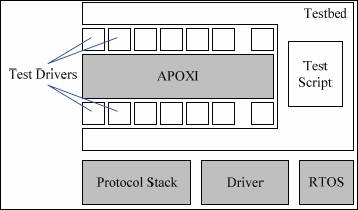 Testbed
Test Drivers
APOXI
Test
Script
Protocol Stack
Driver
RTOS